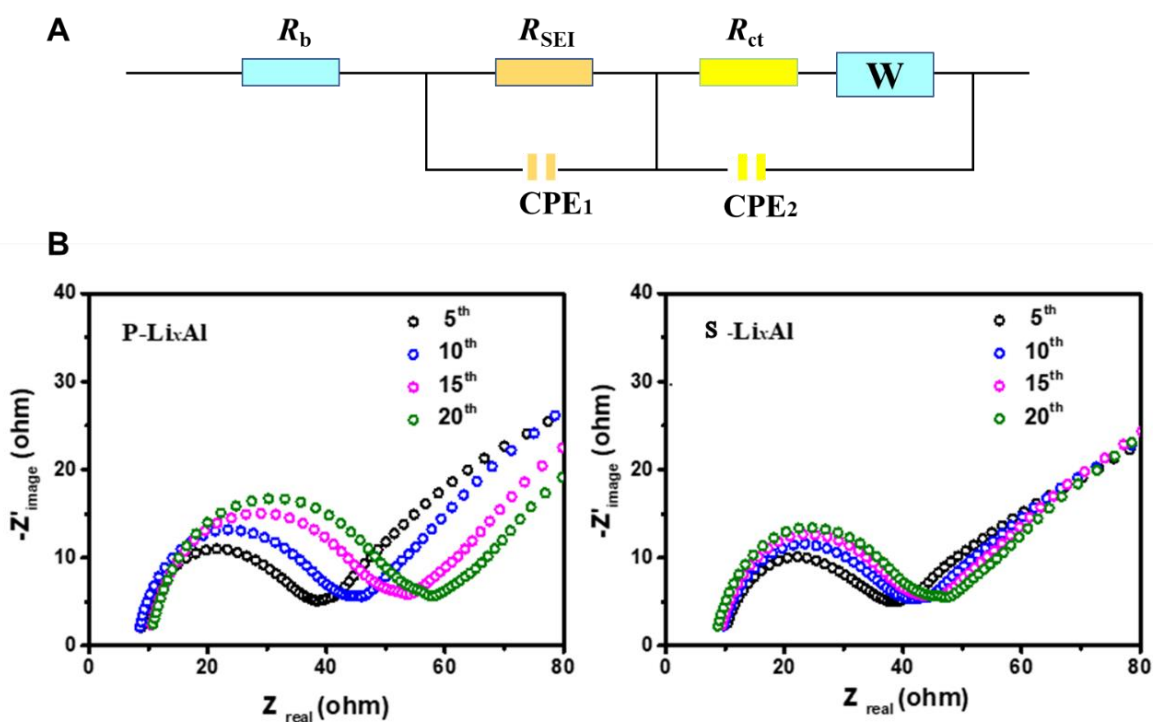 A
Rb RSEI Rct
W
CPE1 CPE2
B
40 40
P-LixAl S -LixAl
5th 5th
10th 10th
15th 15th
20th 20th
30 30
20 20
10 10
0 0
-Z'image (ohm) -Z'image (ohm)
0 20 40 60 80 0 20 40 60 80
Z real (ohm) Z real (ohm)